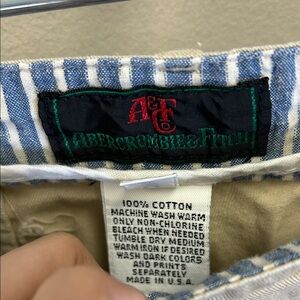 A&F
Co
ABERCROMBIE & FITCH
100% COTTON
MACHINE WASH WARM
ONLY NON-CHLORINE
BLEACH WHEN NEEDED
TUMBLE DRY MEDIUM
WARM IRON IF DESIRED
WASH DARK COLORS
AND PRINTS
SEPARATELY
MADE IN U.S.A.